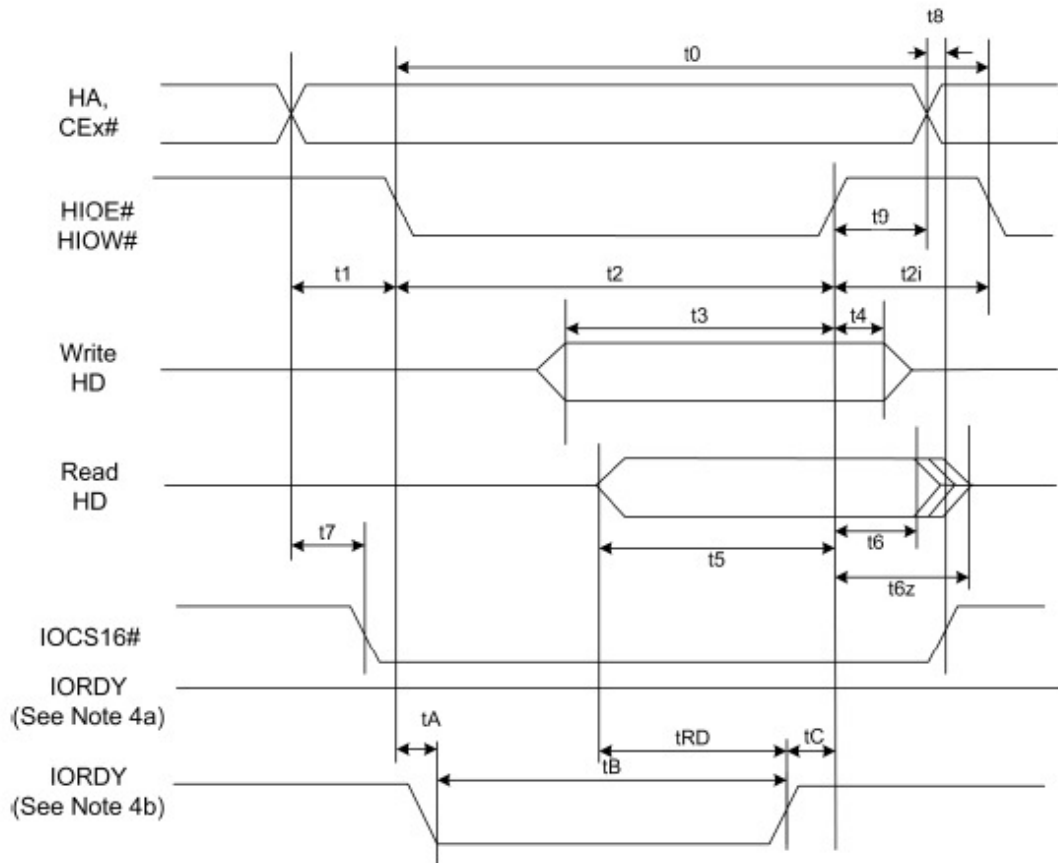 t8
t0
HA,
CEx#
HIOE#
HIOW#
t9
t1
t2
t2i
t3
t4
Write
HD
Read
HD
t7
t5
t6
t6z
IOCS16#
IORDY
(See Note 4a)
tA
tRD
tC
tB
IORDY
(See Note 4b)